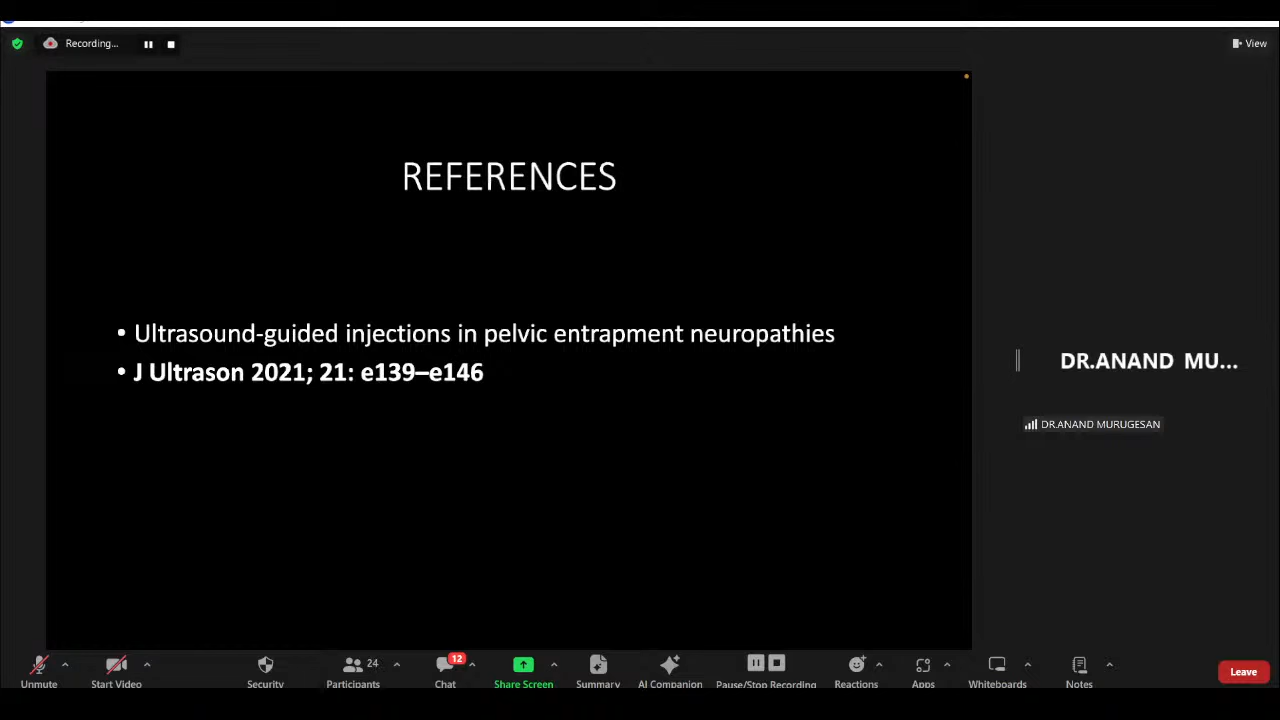 Recording...
View
REFERENCES
• Ultrasound-guided injections in pelvic entrapment neuropathies
• J Ultrason 2021; 21: e139–e146
DR.ANAND MU...
DR.ANAND MURUGESAN
24
12
Unmute
Start Video
Security
Participants
Chat
Share Screen
Summary
AI Companion
Pause/Stop Recording
Reactions
Apps
Whiteboards
Notes
Leave